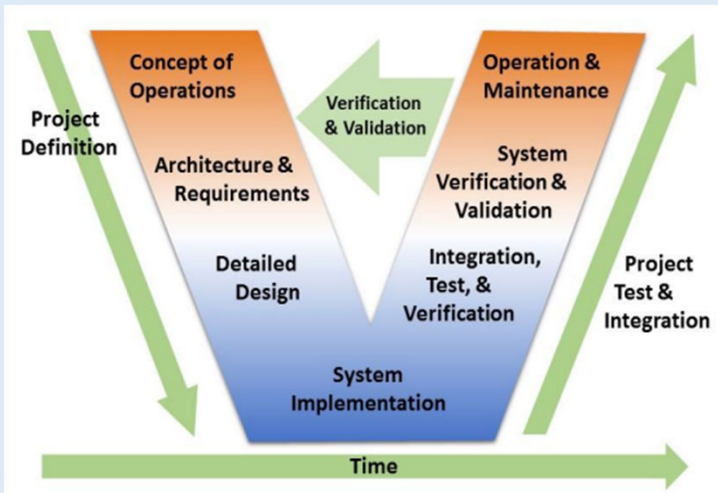 Concept of
Operations
Operation &
Maintenance
Verification
& Validation
Project
Definition
Architecture &
Requirements
System
Verification &
Validation
Detailed
Design
Integration,
Test, &
Verification
Project
Test &
Integration
System
Implementation
Time